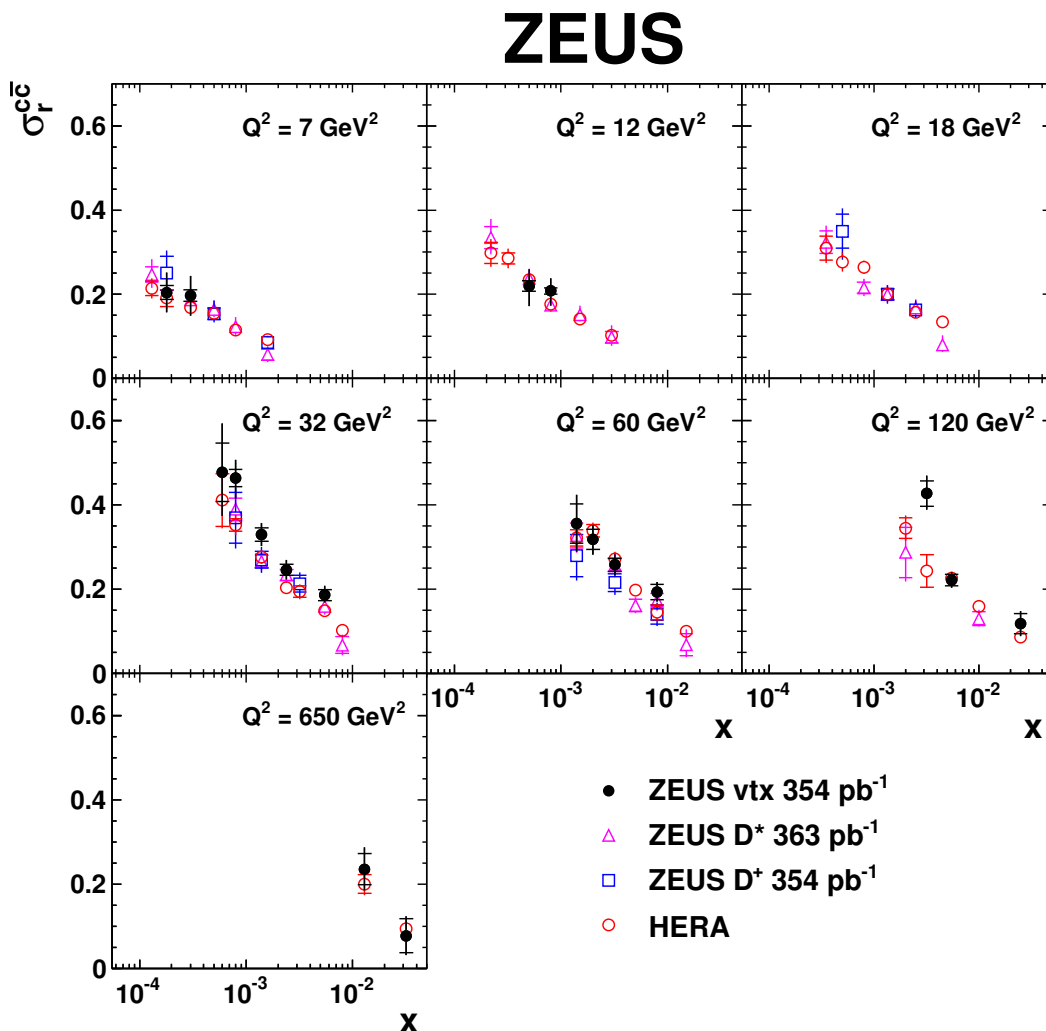 ZEUS
σ_r^{cc̄}
Q² = 7 GeV²
Q² = 12 GeV²
Q² = 18 GeV²
0.6
0.4
0.2
0
Q² = 32 GeV²
Q² = 60 GeV²
Q² = 120 GeV²
0.6
0.4
0.2
0
10⁻⁴ 10⁻³ 10⁻²
x
10⁻⁴ 10⁻³ 10⁻²
x
Q² = 650 GeV²
0.6
0.4
0.2
0
10⁻⁴ 10⁻³ 10⁻²
x
ZEUS vtx 354 pb⁻¹
ZEUS D* 363 pb⁻¹
ZEUS D⁺ 354 pb⁻¹
HERA